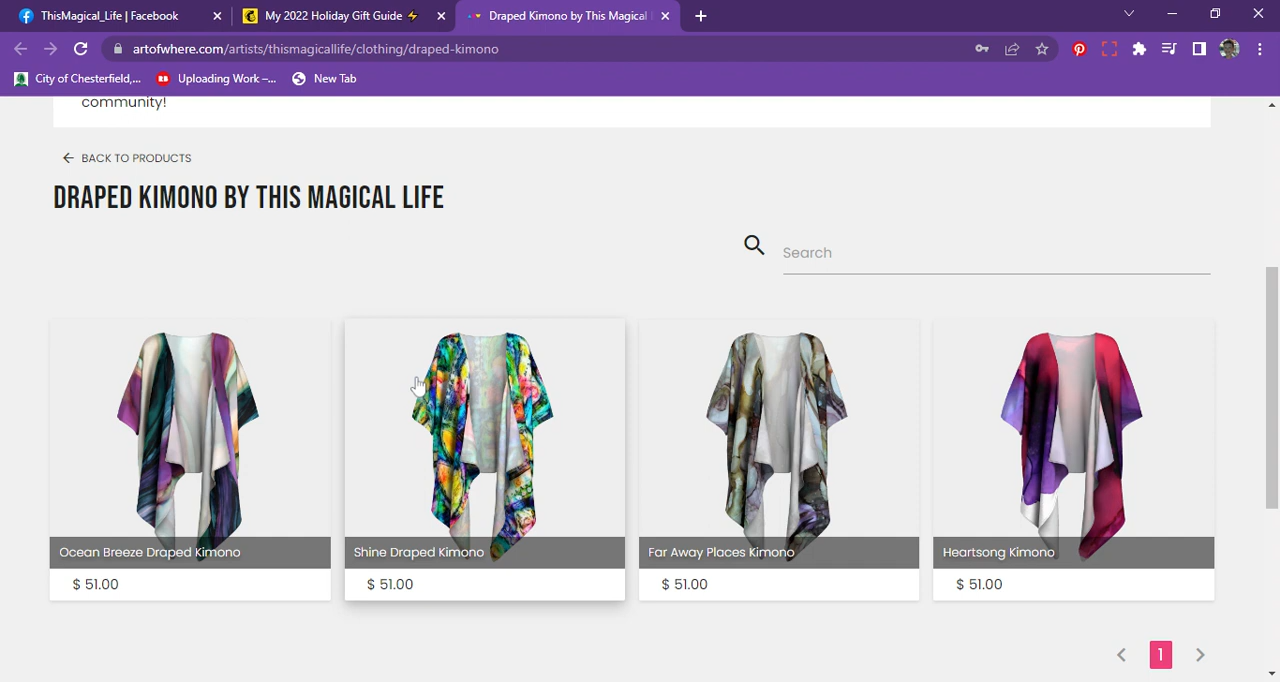 ThisMagical_Life | Facebook
My 2022 Holiday Gift Guide ⚡
Draped Kimono by This Magical
artofwhere.com/artists/thismagicallife/clothing/draped-kimono
City of Chesterfield,...
Uploading Work –...
New Tab
community!
BACK TO PRODUCTS
DRAPED KIMONO BY THIS MAGICAL LIFE
Search
Ocean Breeze Draped Kimono
$ 51.00
Shine Draped Kimono
$ 51.00
Far Away Places Kimono
$ 51.00
Heartsong Kimono
$ 51.00
1